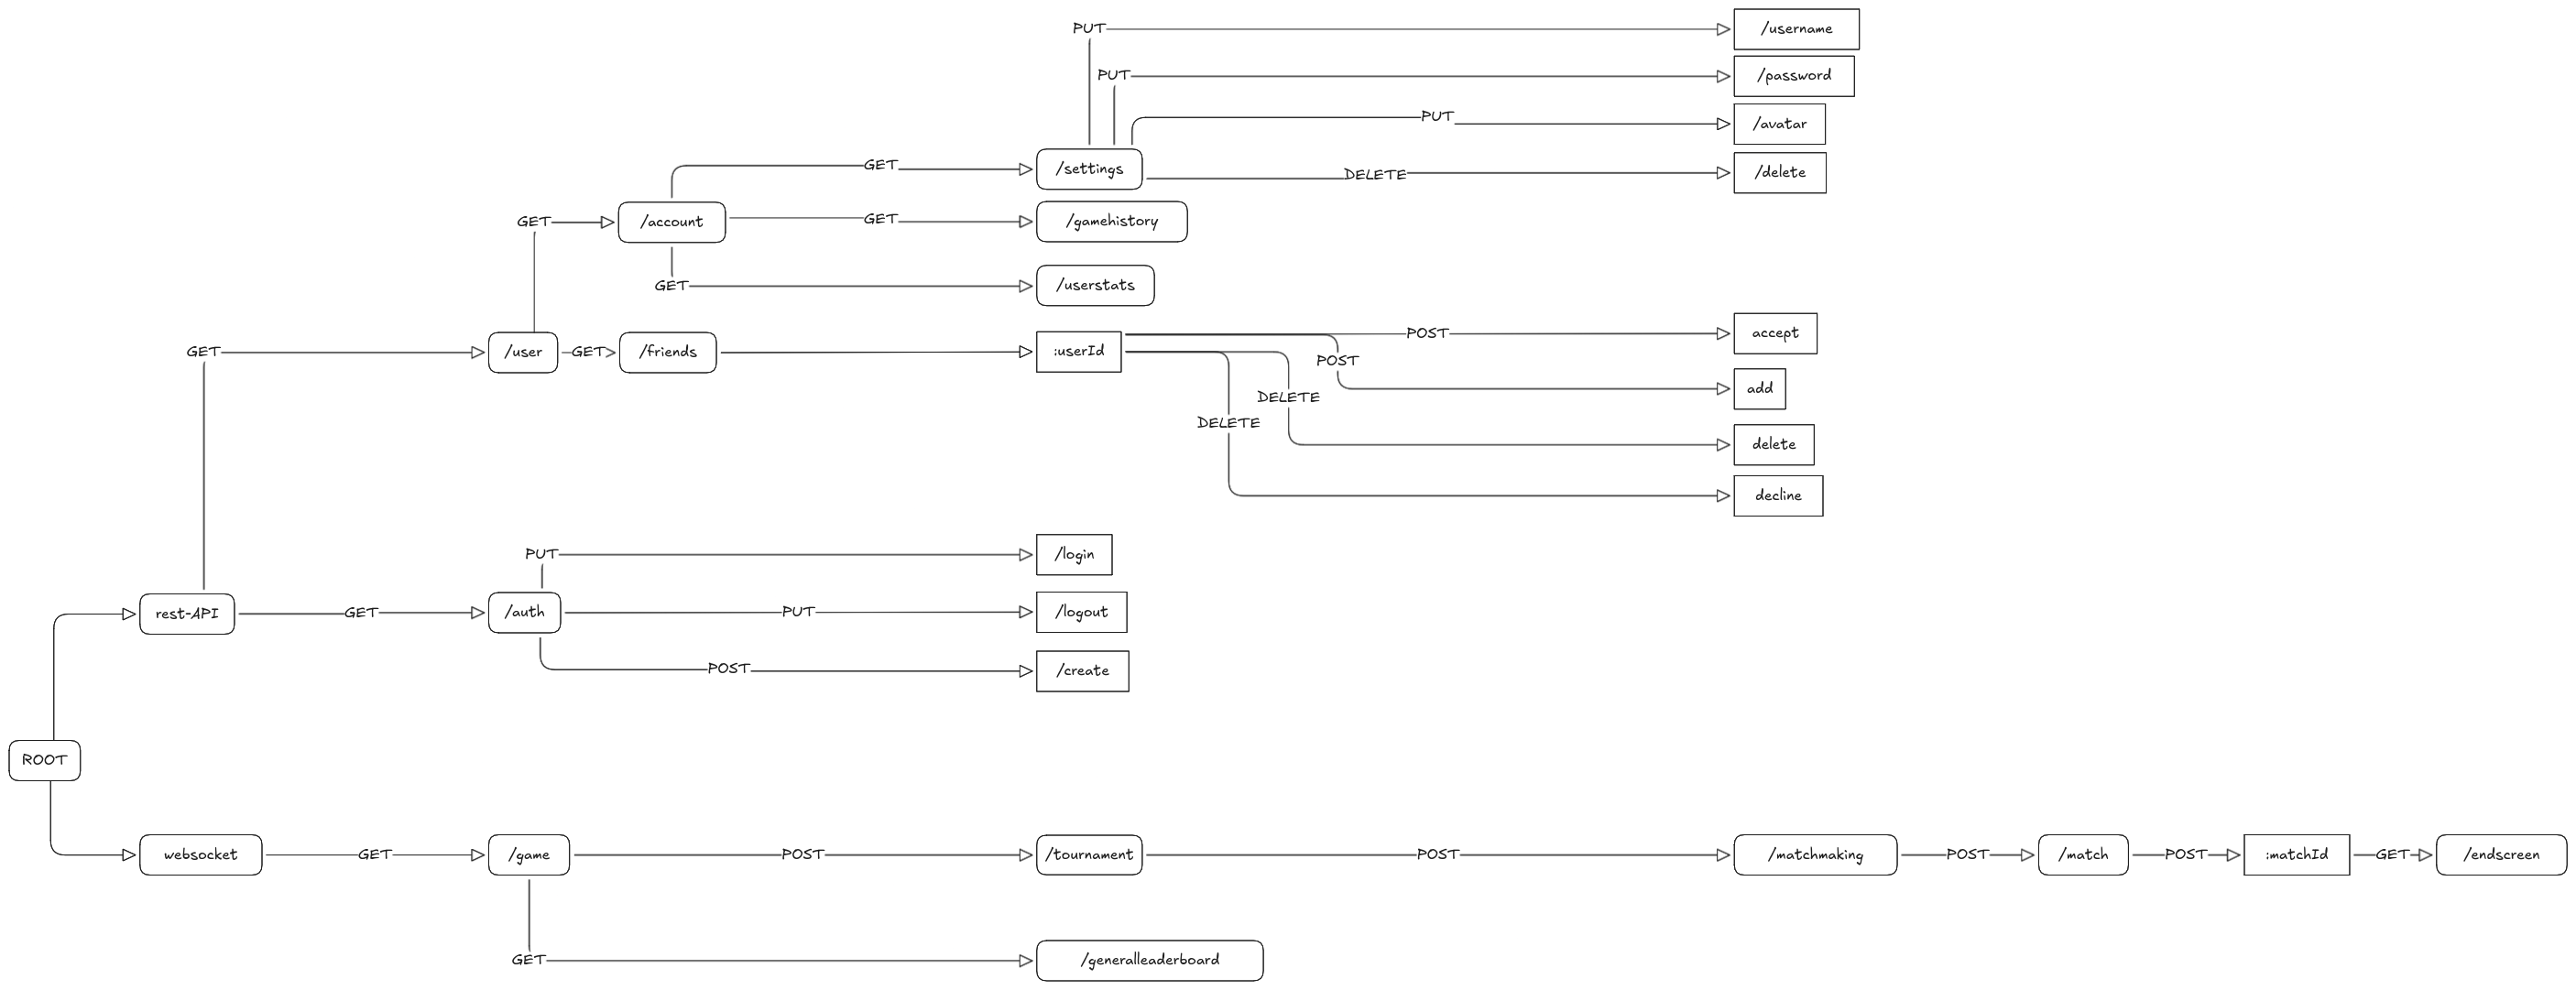 PUT
/username
PUT
/password
PUT
/avatar
GET
/settings
DELETE
/delete
GET
/account
GET
/gamehistory
GET
/userstats
GET
/user
GET
/friends
:userId
POST
accept
POST
add
DELETE
delete
DELETE
decline
PUT
/login
rest-API
GET
/auth
PUT
/logout
POST
/create
ROOT
websocket
GET
/game
POST
/tournament
POST
/matchmaking
POST
/match
POST
:matchId
GET
/endscreen
GET
/generalleaderboard